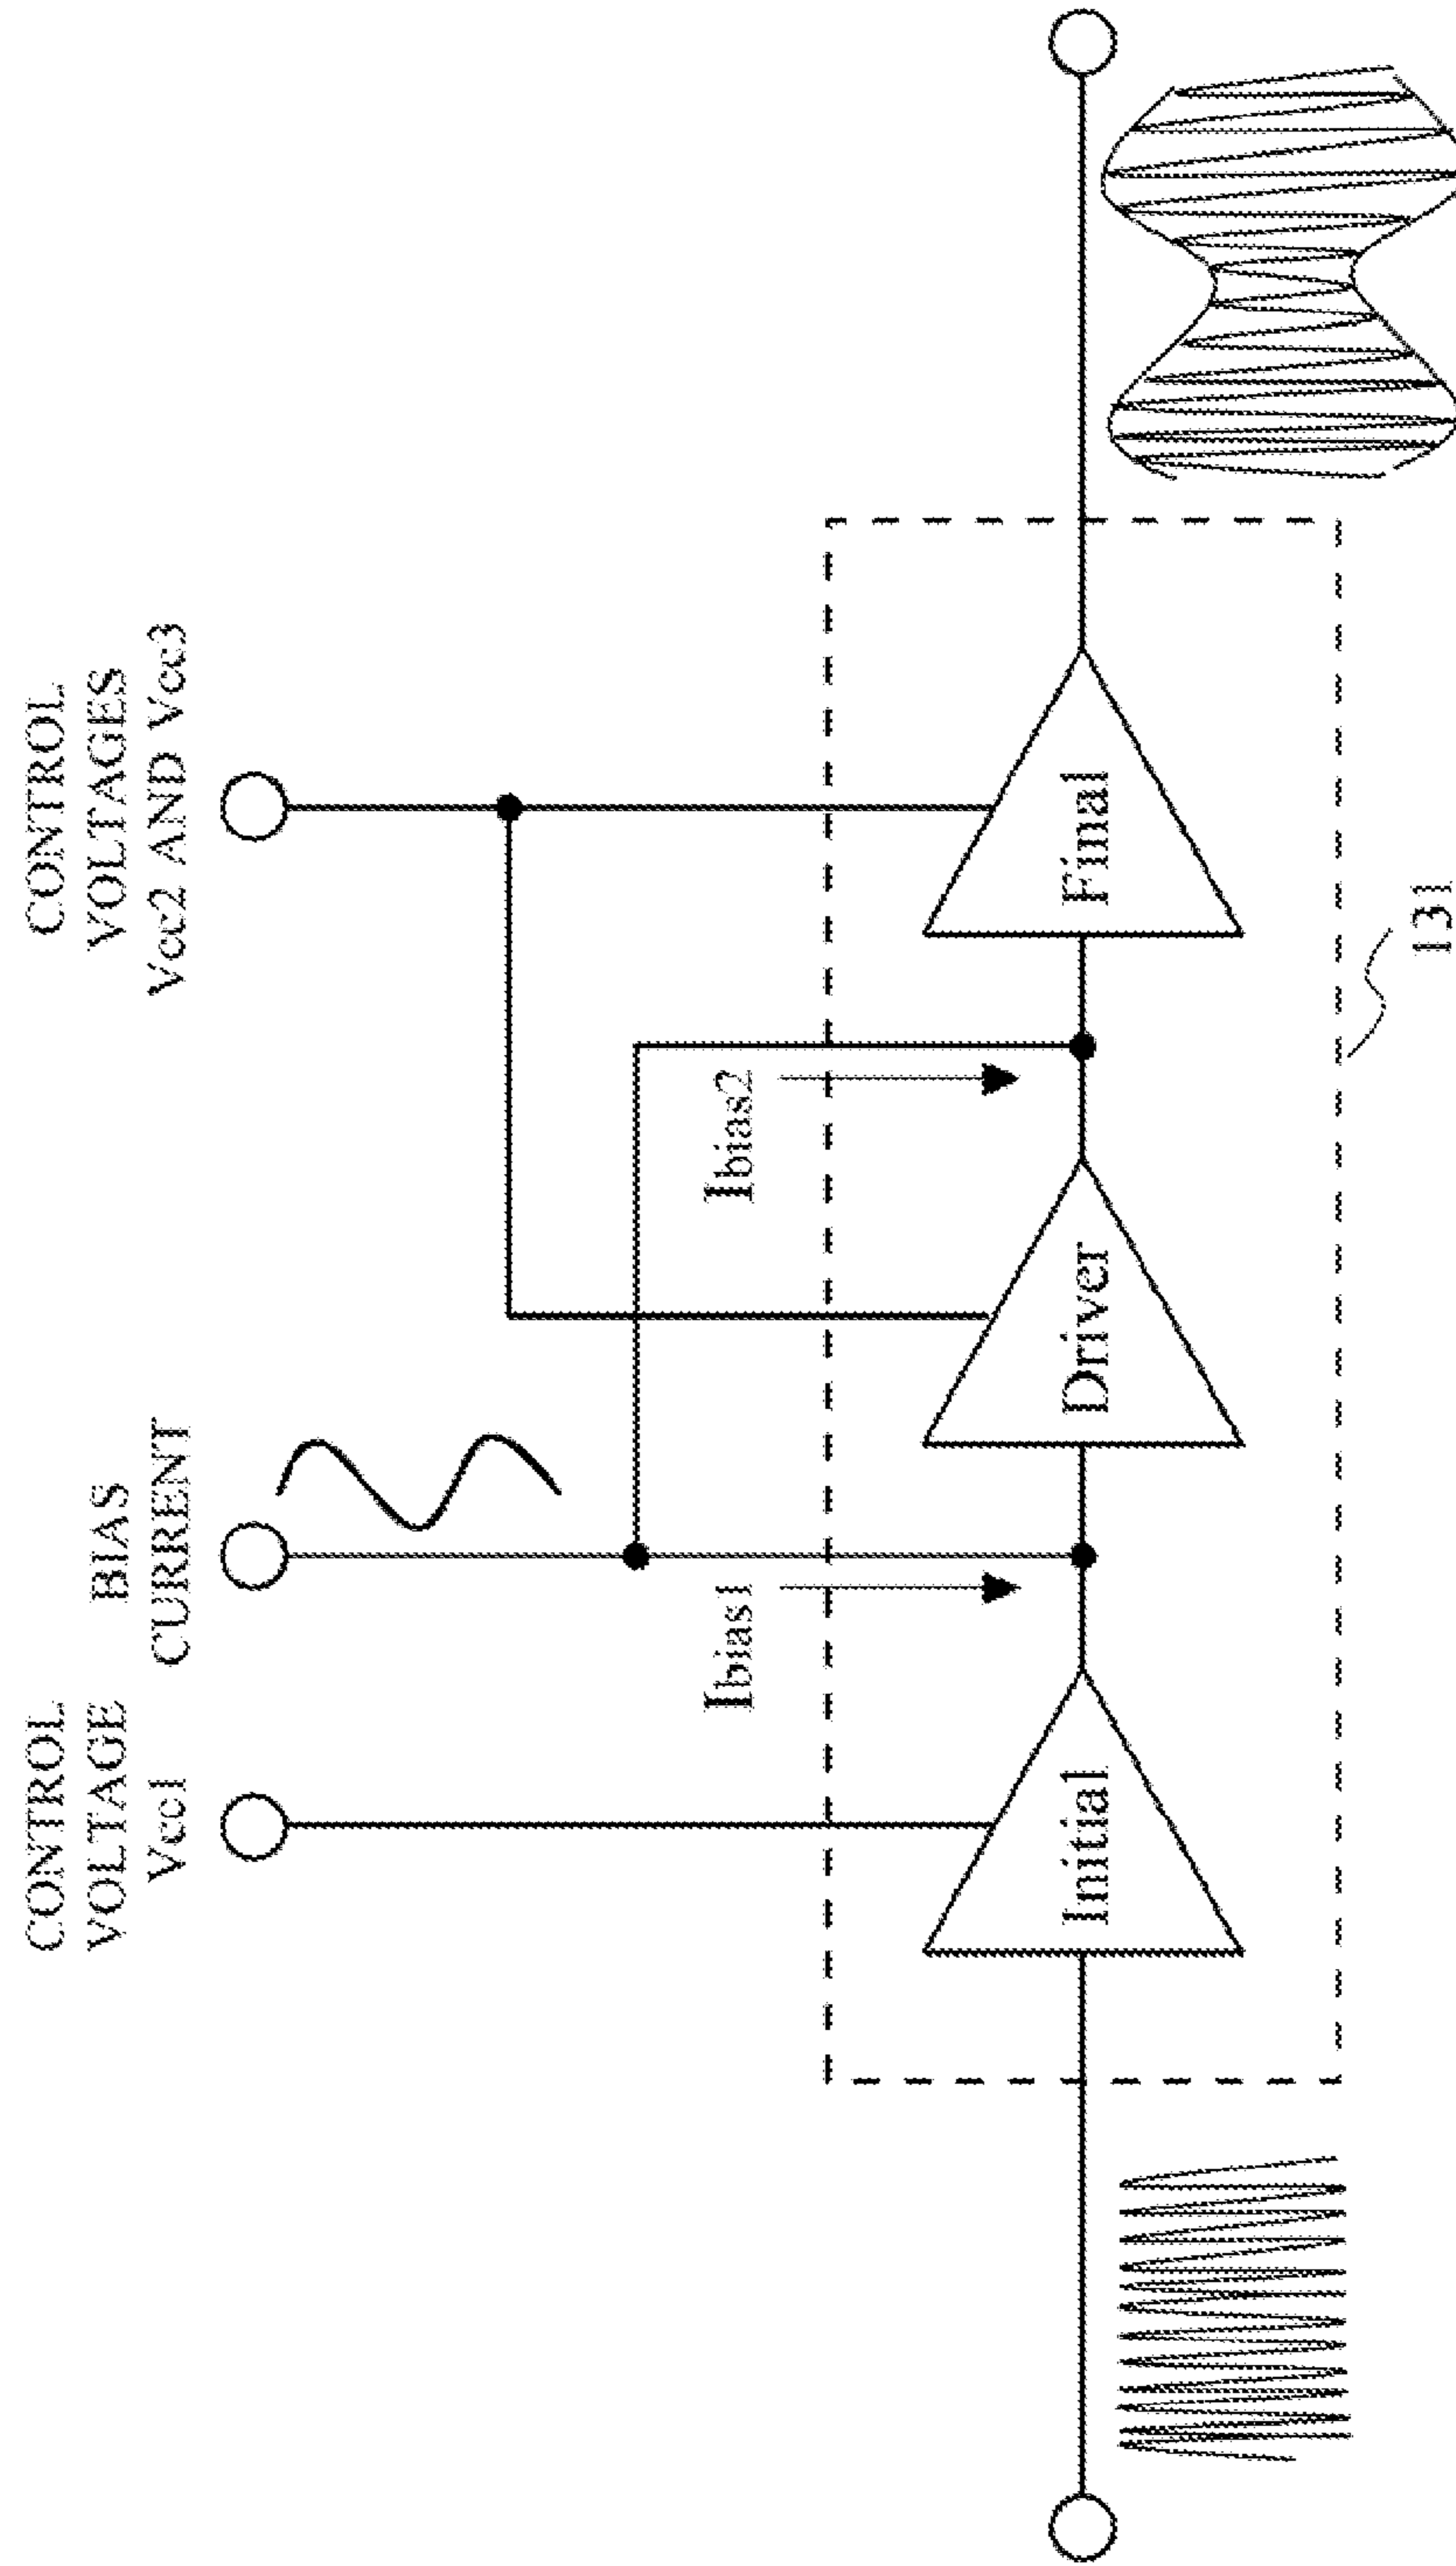 CONTROL
VOLTAGE
Vcc1
BIAS
CURRENT
CONTROL
VOLTAGES
Vcc2 AND Vcc3
Ibias1
Ibias2
Initial
Driver
Final
131